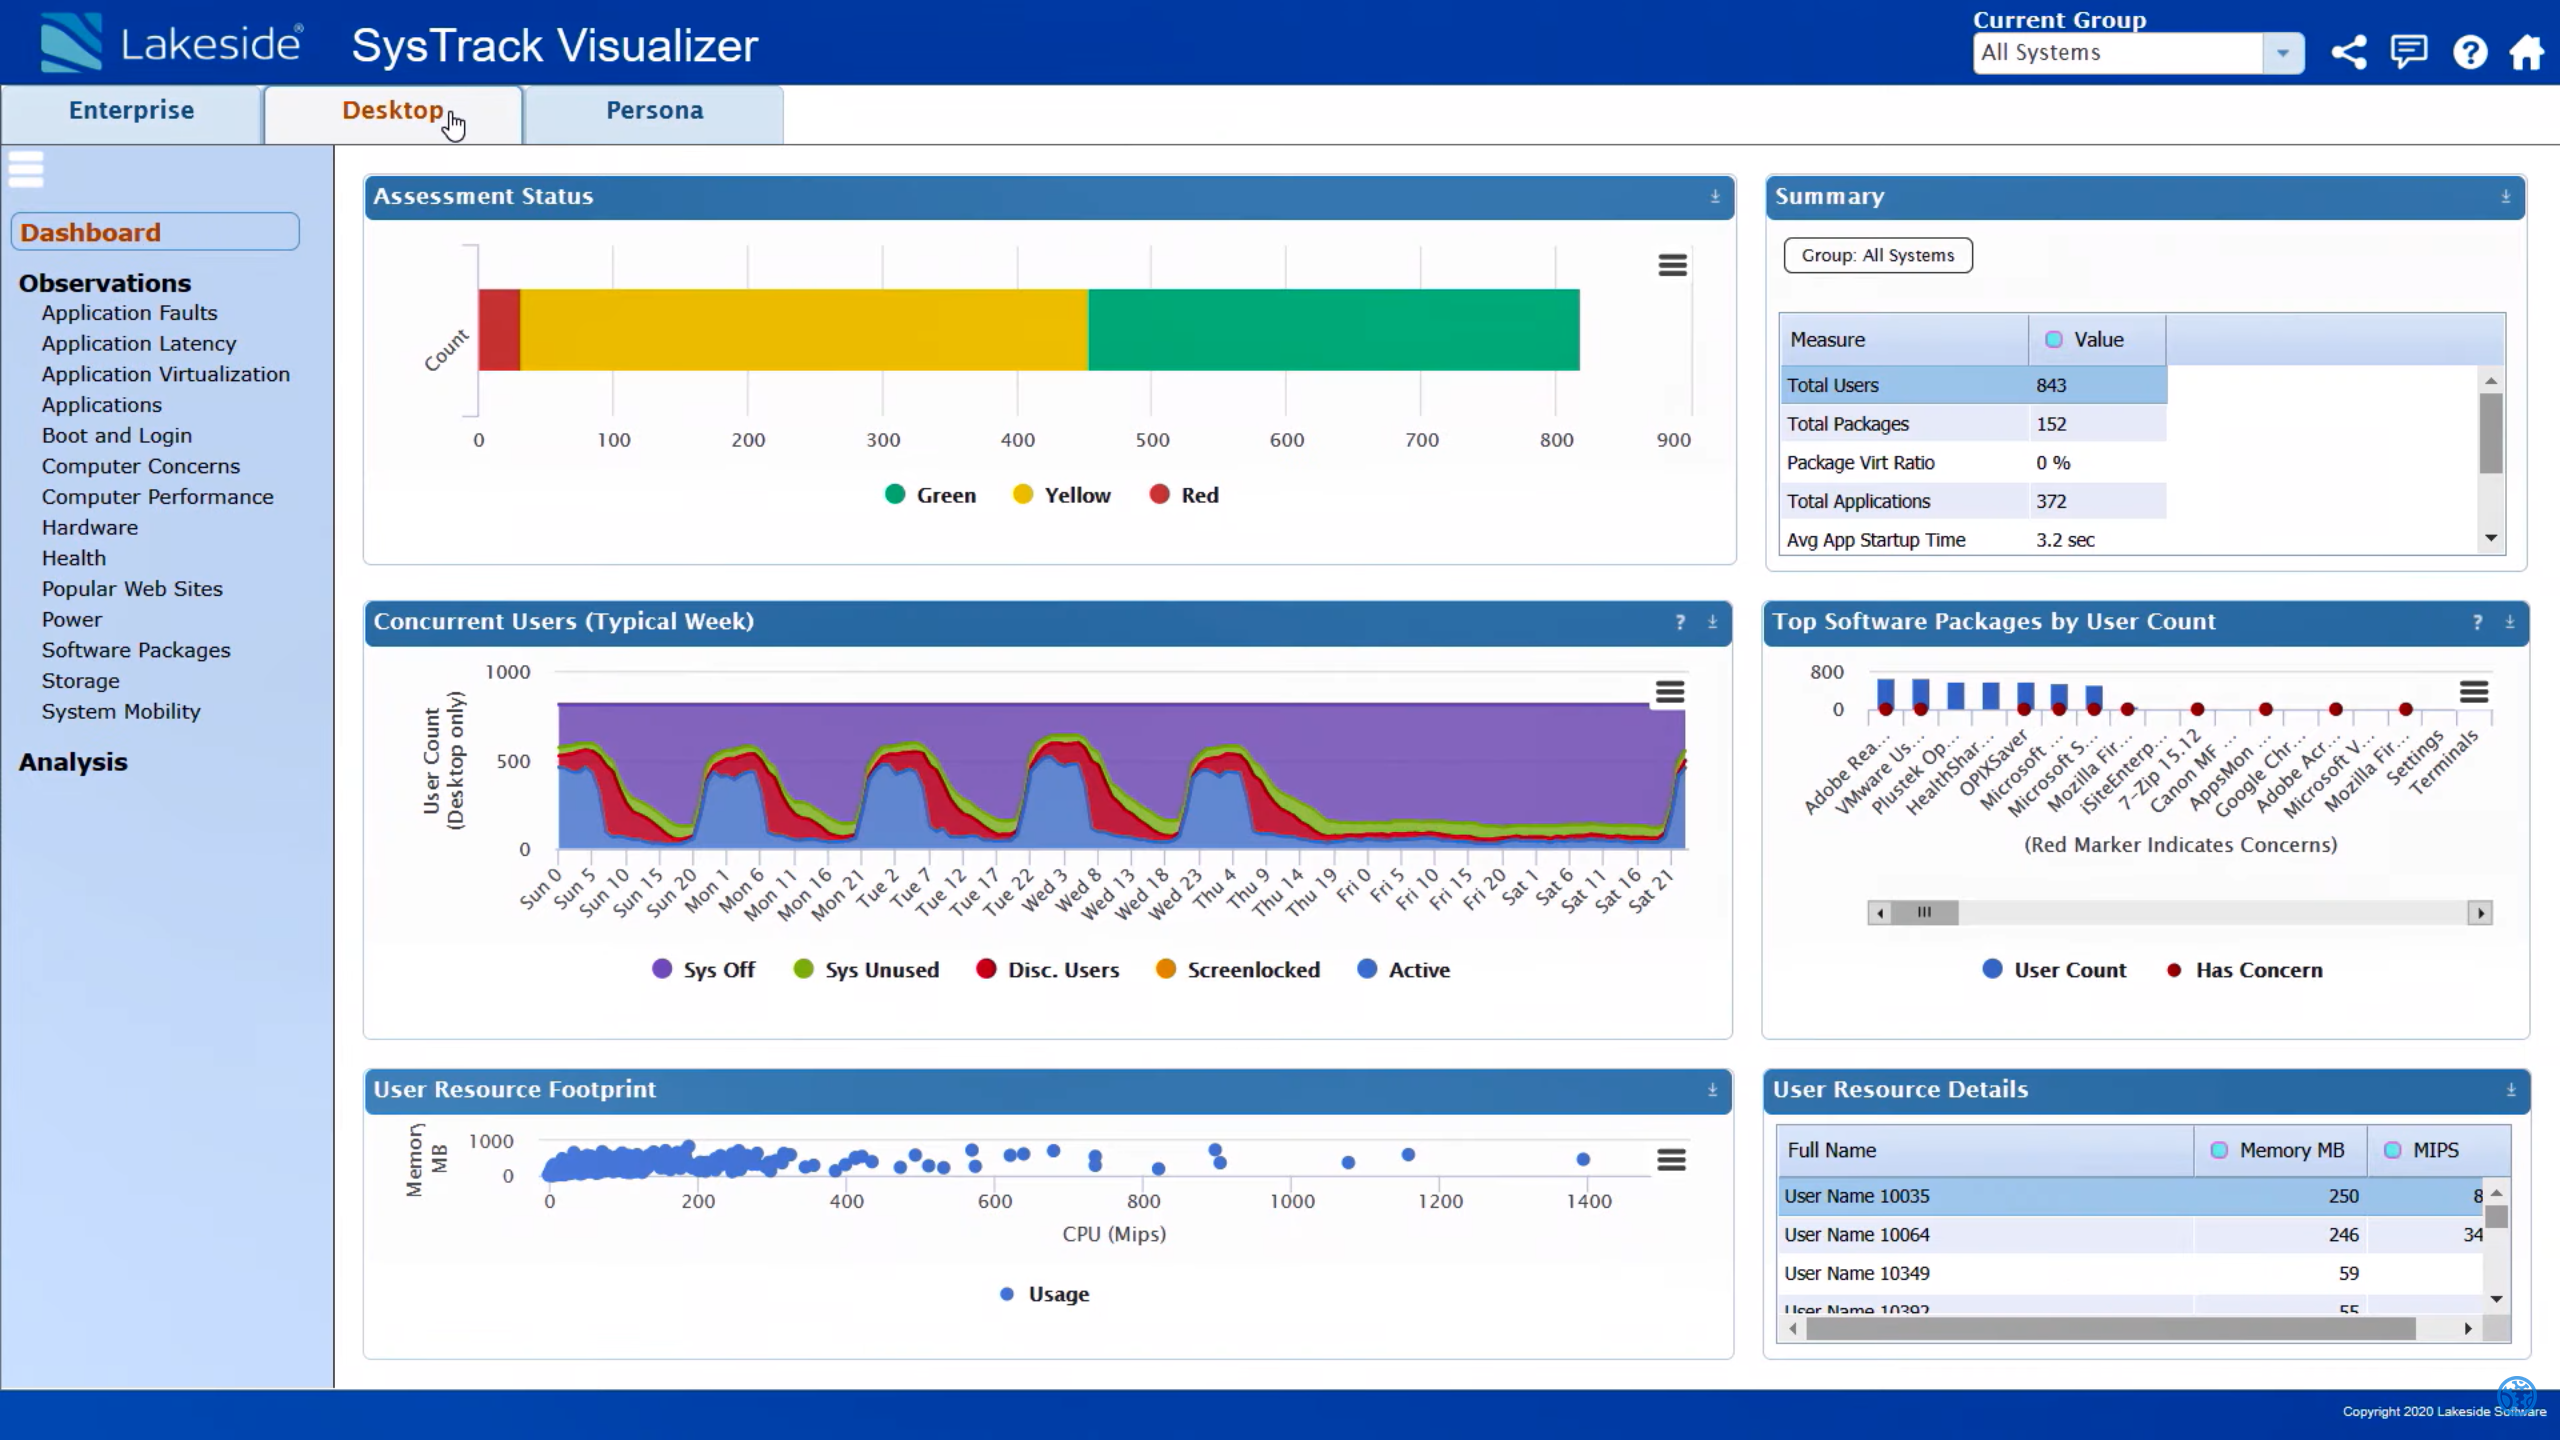 Lakeside®
SysTrack Visualizer
Current Group
All Systems
Enterprise
Desktop
Persona
Dashboard
Observations
Application Faults
Application Latency
Application Virtualization
Applications
Boot and Login
Computer Concerns
Computer Performance
Hardware
Health
Popular Web Sites
Power
Software Packages
Storage
System Mobility
Analysis
Assessment Status
Count
0 100 200 300 400 500 600 700 800 900
Green Yellow Red
Summary
Group: All Systems
Measure Value
Total Users 843
Total Packages 152
Package Virt Ratio 0 %
Total Applications 372
Avg App Startup Time 3.2 sec
Concurrent Users (Typical Week) ?
User Count
(Desktop only)
1000
500
0
Sun 0 Sun 5 Sun 10 Sun 15 Sun 20 Mon 1 Mon 6 Mon 11 Mon 16 Mon 21 Tue 2 Tue 7 Tue 12 Tue 17 Tue 22 Wed 3 Wed 8 Wed 13 Wed 18 Wed 23 Thu 4 Thu 9 Thu 14 Thu 19 Fri 0 Fri 5 Fri 10 Fri 15 Fri 20 Sat 1 Sat 6 Sat 11 Sat 16 Sat 21
Sys Off Sys Unused Disc. Users Screenlocked Active
Top Software Packages by User Count ?
800
0
Adobe Rea... VMware Us... Plustek Op... HealthShar... OPIXSaver Microsoft ... Microsoft S... Mozilla Fir... iSiteEnterp... 7-Zip 15.12 Canon MF ... AppsMon ... Google Chr... Adobe Acr... Microsoft V... Mozilla Fir... Settings Terminals
(Red Marker Indicates Concerns)
User Count Has Concern
User Resource Footprint
Memory
MB
1000
0
0 200 400 600 800 1000 1200 1400
CPU (Mips)
Usage
User Resource Details
Full Name Memory MB MIPS
User Name 10035 250 8
User Name 10064 246 34
User Name 10349 59
User Name 10392 55
Copyright 2020 Lakeside Software